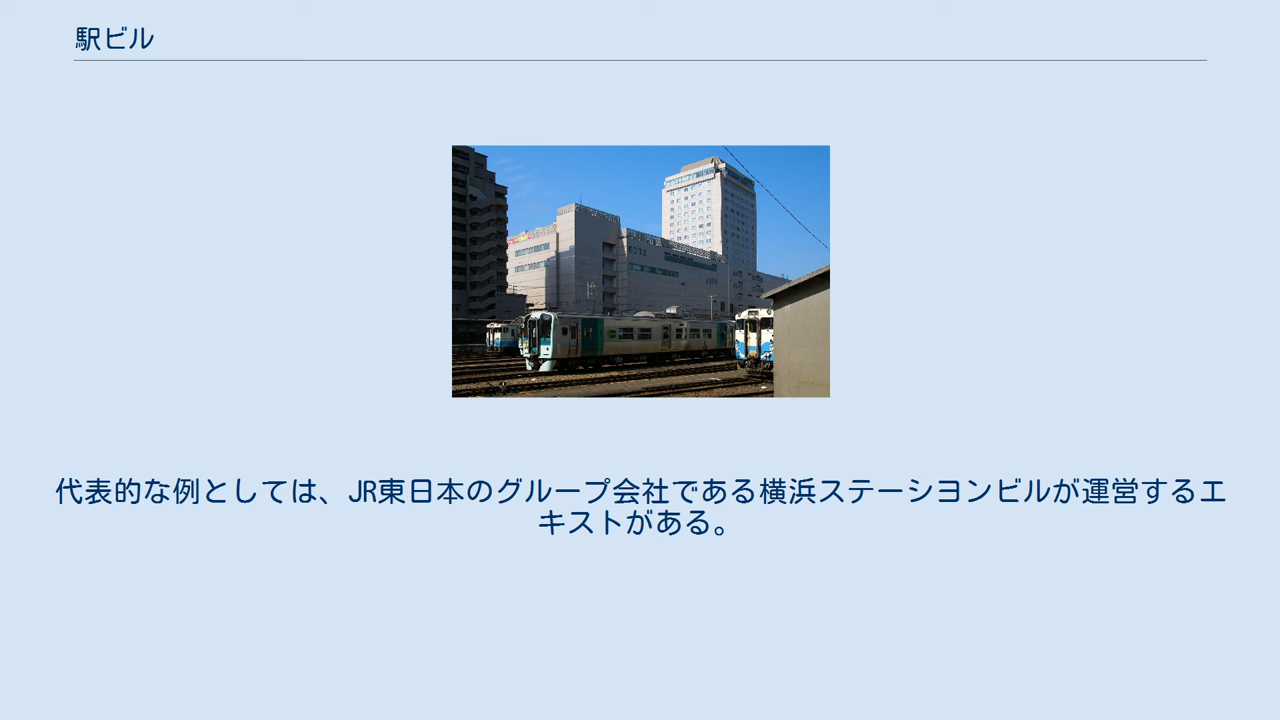 駅ビル
代表的な例としては、JR東日本のグループ会社である横浜ステーシヨンビルが運営するエ
キストがある。